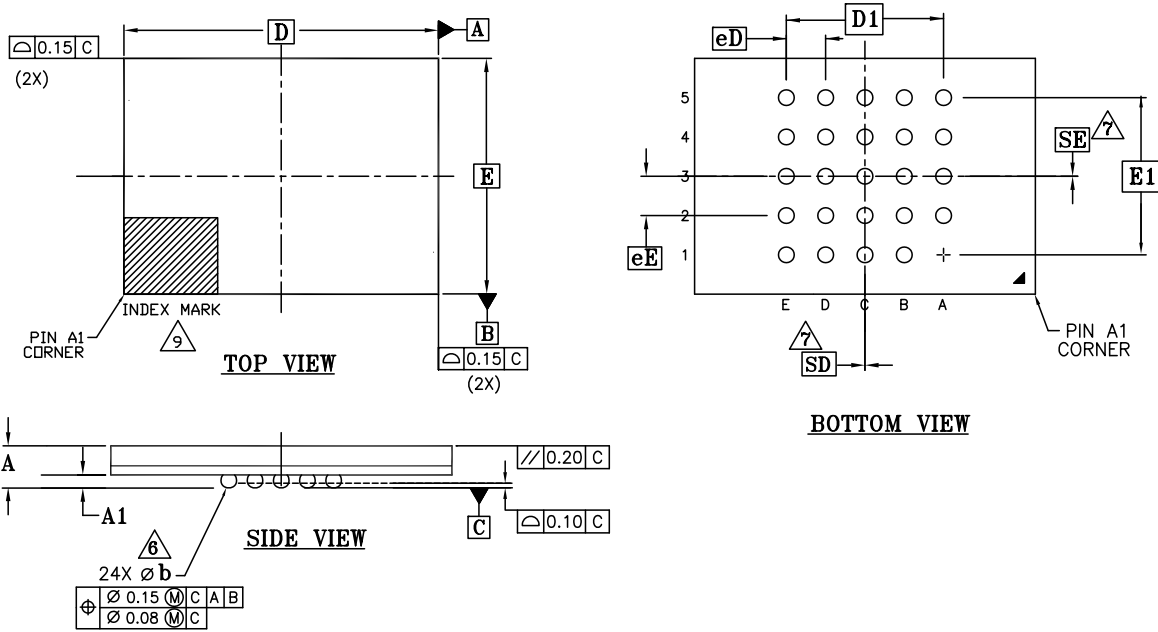 D
A
⌓ 0.15 C
(2X)
E
INDEX MARK
9
PIN A1
CORNER
B
⌓ 0.15 C
(2X)
TOP VIEW
D1
eD
5
4
3
2
1
7
SE
E1
eE
E D C B A
7
SD
PIN A1
CORNER
BOTTOM VIEW
A
// 0.20 C
A1
C
⌓ 0.10 C
SIDE VIEW
6
24X ⌀ b
⌖ ⌀ 0.15 Ⓜ C A B
⌀ 0.08 Ⓜ C